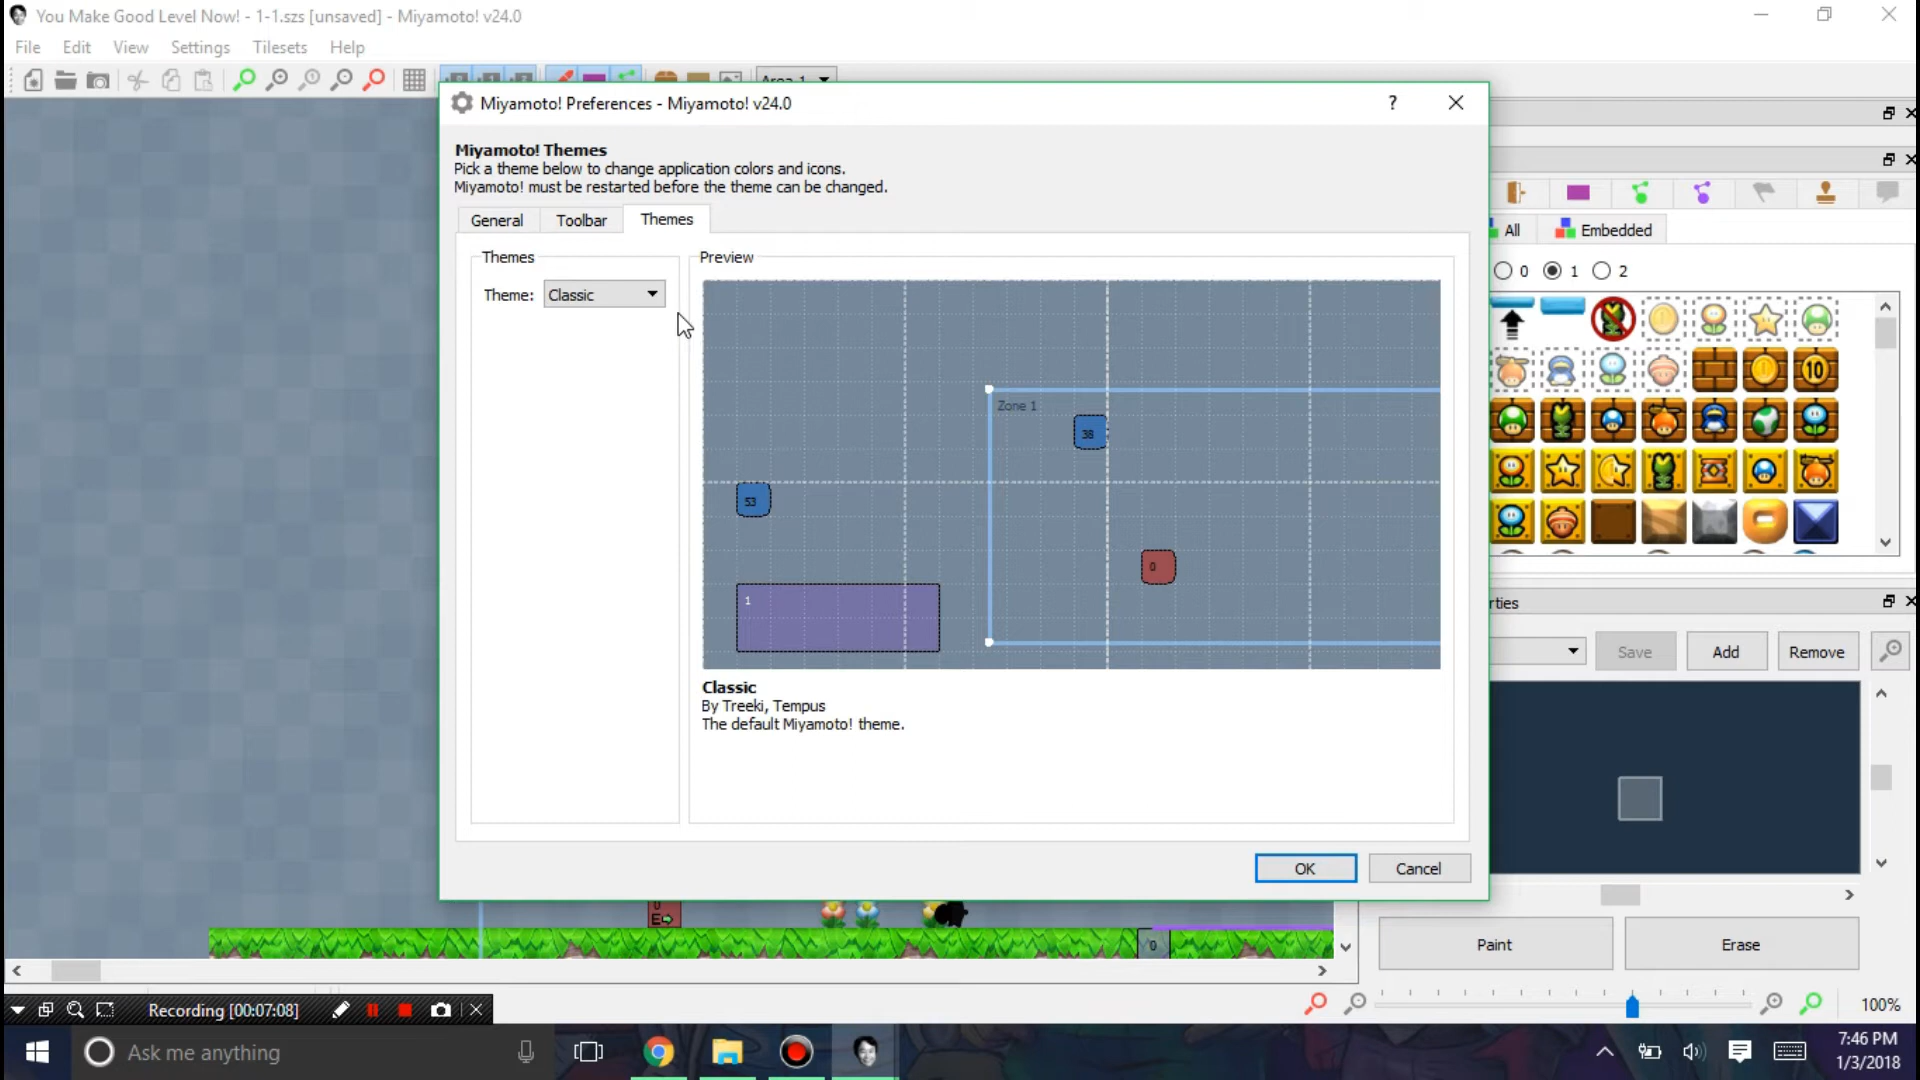 You Make Good Level Now! - 1-1.szs [unsaved] - Miyamoto! v24.0
File Edit View Settings Tilesets Help
Area 1
Miyamoto! Preferences - Miyamoto! v24.0
?
Miyamoto! Themes
Pick a theme below to change application colors and icons.
Miyamoto! must be restarted before the theme can be changed.
General Toolbar Themes
Themes
Theme: Classic
Preview
Zone 1
38
53
0
1
Classic
By Treeki, Tempus
The default Miyamoto! theme.
OK Cancel
All Embedded
0 1 2
10
rties
Save Add Remove
Paint Erase
0
E
0
100%
Recording [00:07:08]
Ask me anything
7:46 PM
1/3/2018